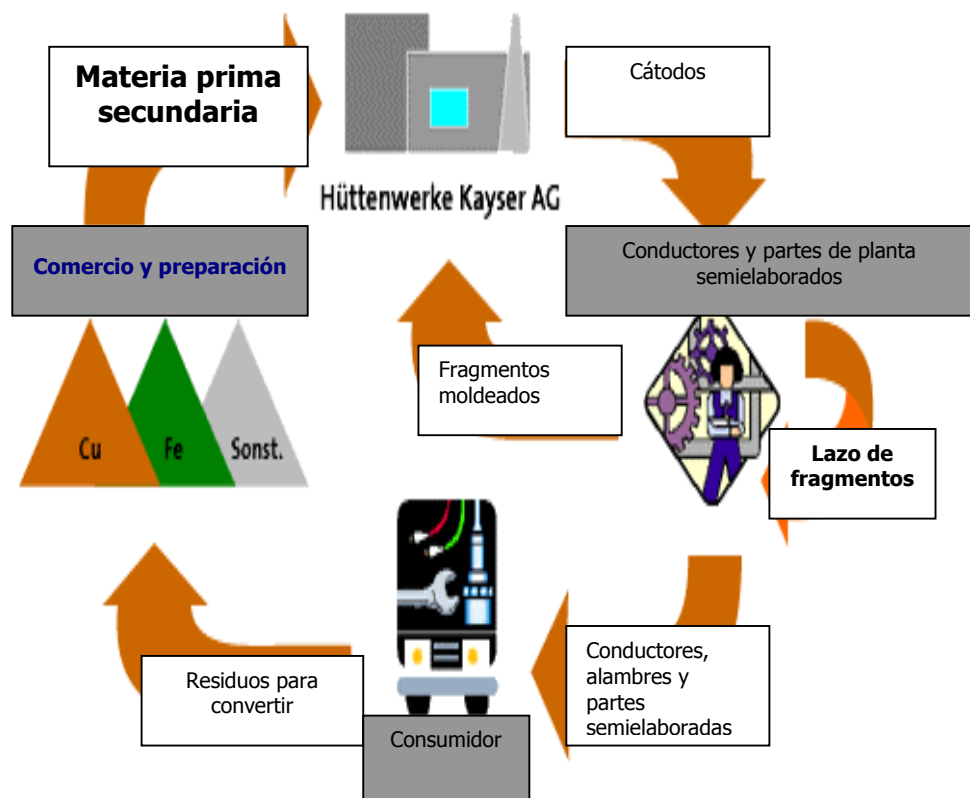 Materia prima
secundaria
Cátodos
Hüttenwerke Kayser AG
Comercio y preparación
Conductores y partes de planta
semielaborados
Fragmentos
moldeados
Cu
Fe
Sonst.
Lazo de
fragmentos
Residuos para
convertir
Conductores,
alambres y
partes
semielaboradas
Consumidor